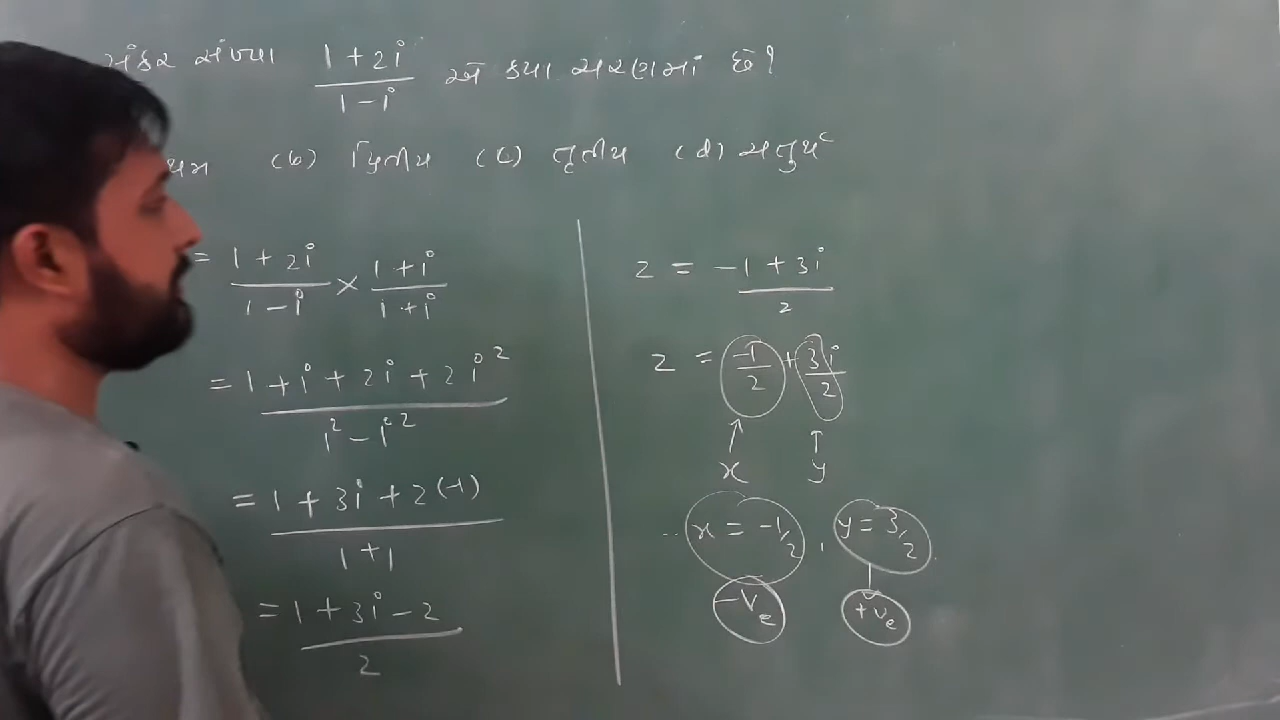 સંકર સંખ્યા (1 + 2i)/(1 - i) એ કયા ચરણમાં છે?
(b) દ્વિતીય (c) તૃતીય (d) ચતુર્થ
= (1 + 2i)/(1 - i) × (1 + i)/(1 + i)
= (1 + i + 2i + 2i²)/(1² - i²)
= (1 + 3i + 2(-1))/(1 + 1)
= (1 + 3i - 2)/2
z = (-1 + 3i)/2
z = -1/2 + 3i/2
x y
x = -1/2, y = 3/2
-ve +ve